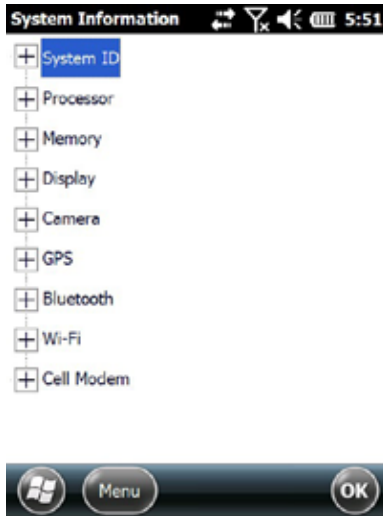 System Information 5:51
System ID
Processor
Memory
Display
Camera
GPS
Bluetooth
Wi-Fi
Cell Modem
Menu OK